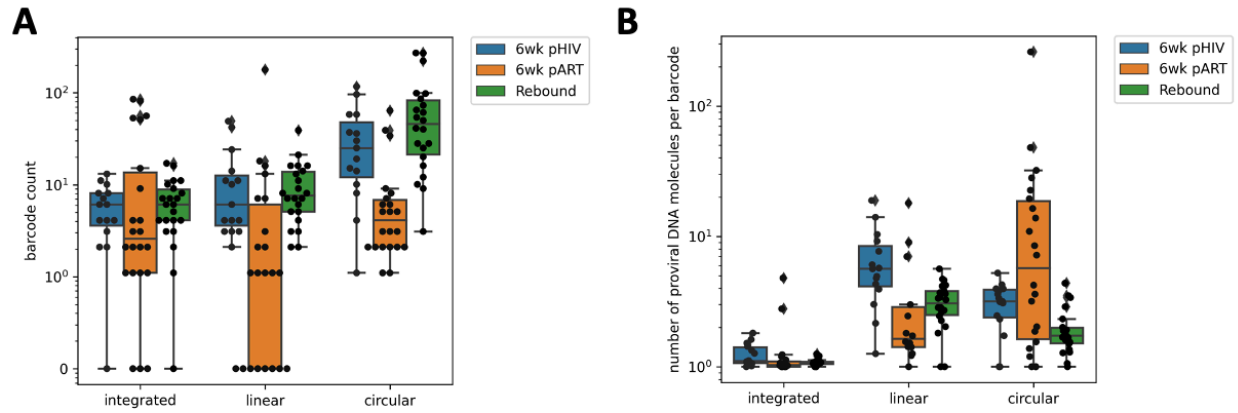 A
barcode count
10²
10¹
10⁰
0
integrated
linear
circular
6wk pHIV
6wk pART
Rebound
B
number of proviral DNA molecules per barcode
10²
10¹
10⁰
integrated
linear
circular
6wk pHIV
6wk pART
Rebound